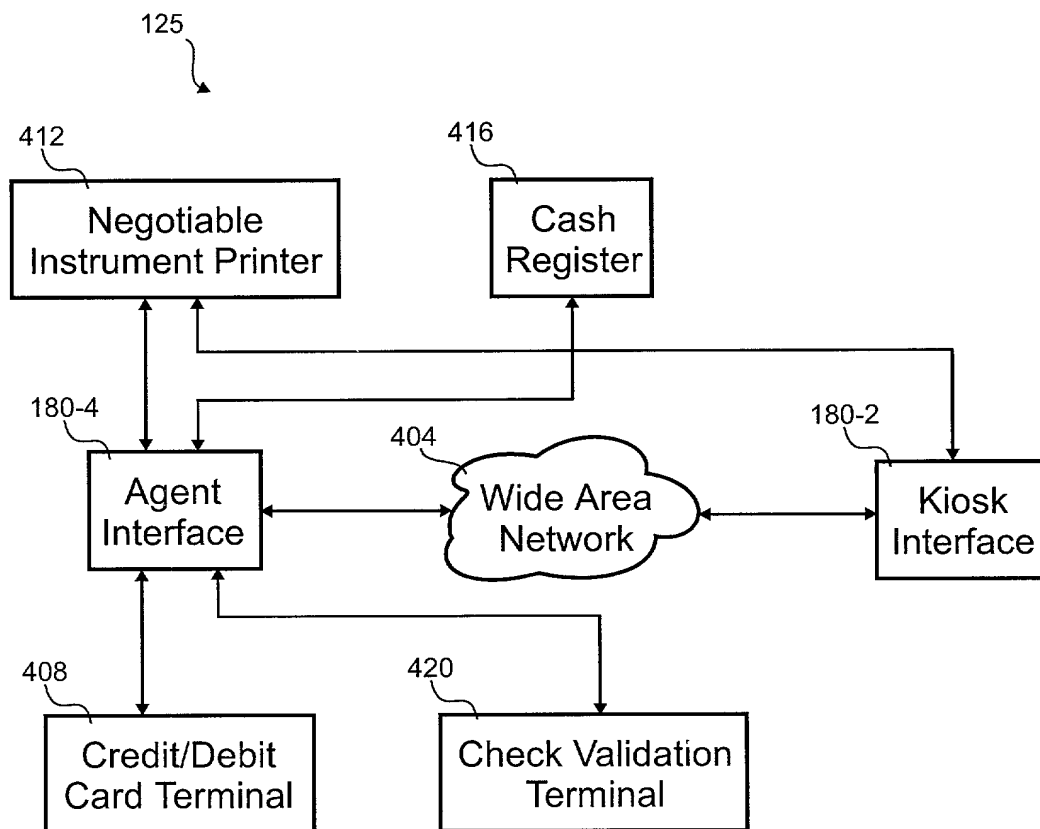 125
412
416
Negotiable
Instrument Printer
Cash
Register
180-4
404
180-2
Agent
Interface
Wide Area
Network
Kiosk
Interface
408
420
Credit/Debit
Card Terminal
Check Validation
Terminal